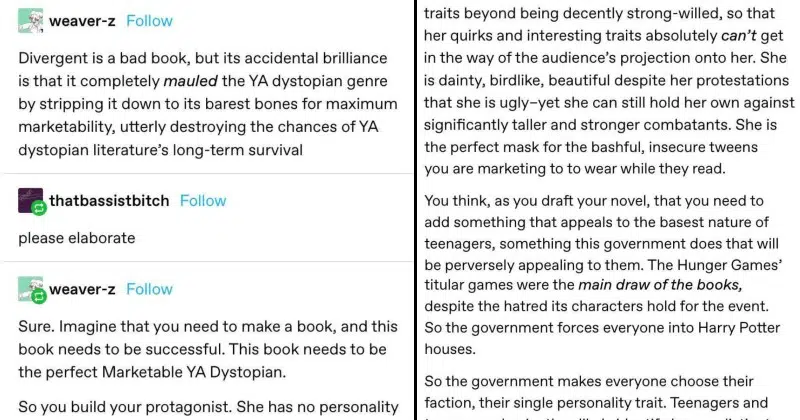 weaver-z Follow
Divergent is a bad book, but its accidental brilliance
is that it completely mauled the YA dystopian genre
by stripping it down to its barest bones for maximum
marketability, utterly destroying the chances of YA
dystopian literature's long-term survival
thatbassistbitch Follow
please elaborate
weaver-z Follow
Sure. Imagine that you need to make a book, and this
book needs to be successful. This book needs to be
the perfect Marketable YA Dystopian.
So you build your protagonist. She has no personality
traits beyond being decently strong-willed, so that
her quirks and interesting traits absolutely can't get
in the way of the audience's projection onto her. She
is dainty, birdlike, beautiful despite her protestations
that she is ugly–yet she can still hold her own against
significantly taller and stronger combatants. She is
the perfect mask for the bashful, insecure tweens
you are marketing to to wear while they read.
You think, as you draft your novel, that you need to
add something that appeals to the basest nature of
teenagers, something this government does that will
be perversely appealing to them. The Hunger Games'
titular games were the main draw of the books,
despite the hatred its characters hold for the event.
So the government forces everyone into Harry Potter
houses.
So the government makes everyone choose their
faction, their single personality trait. Teenagers and